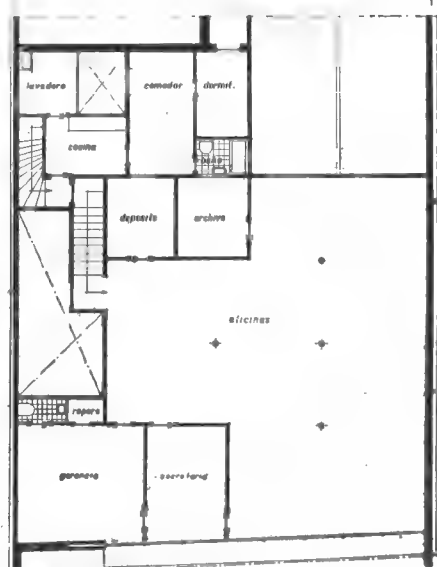 lavadero
comedor
dormit.
cocina
baño
deposito
archivo
oficinas
ropero
gerencia
secretaria